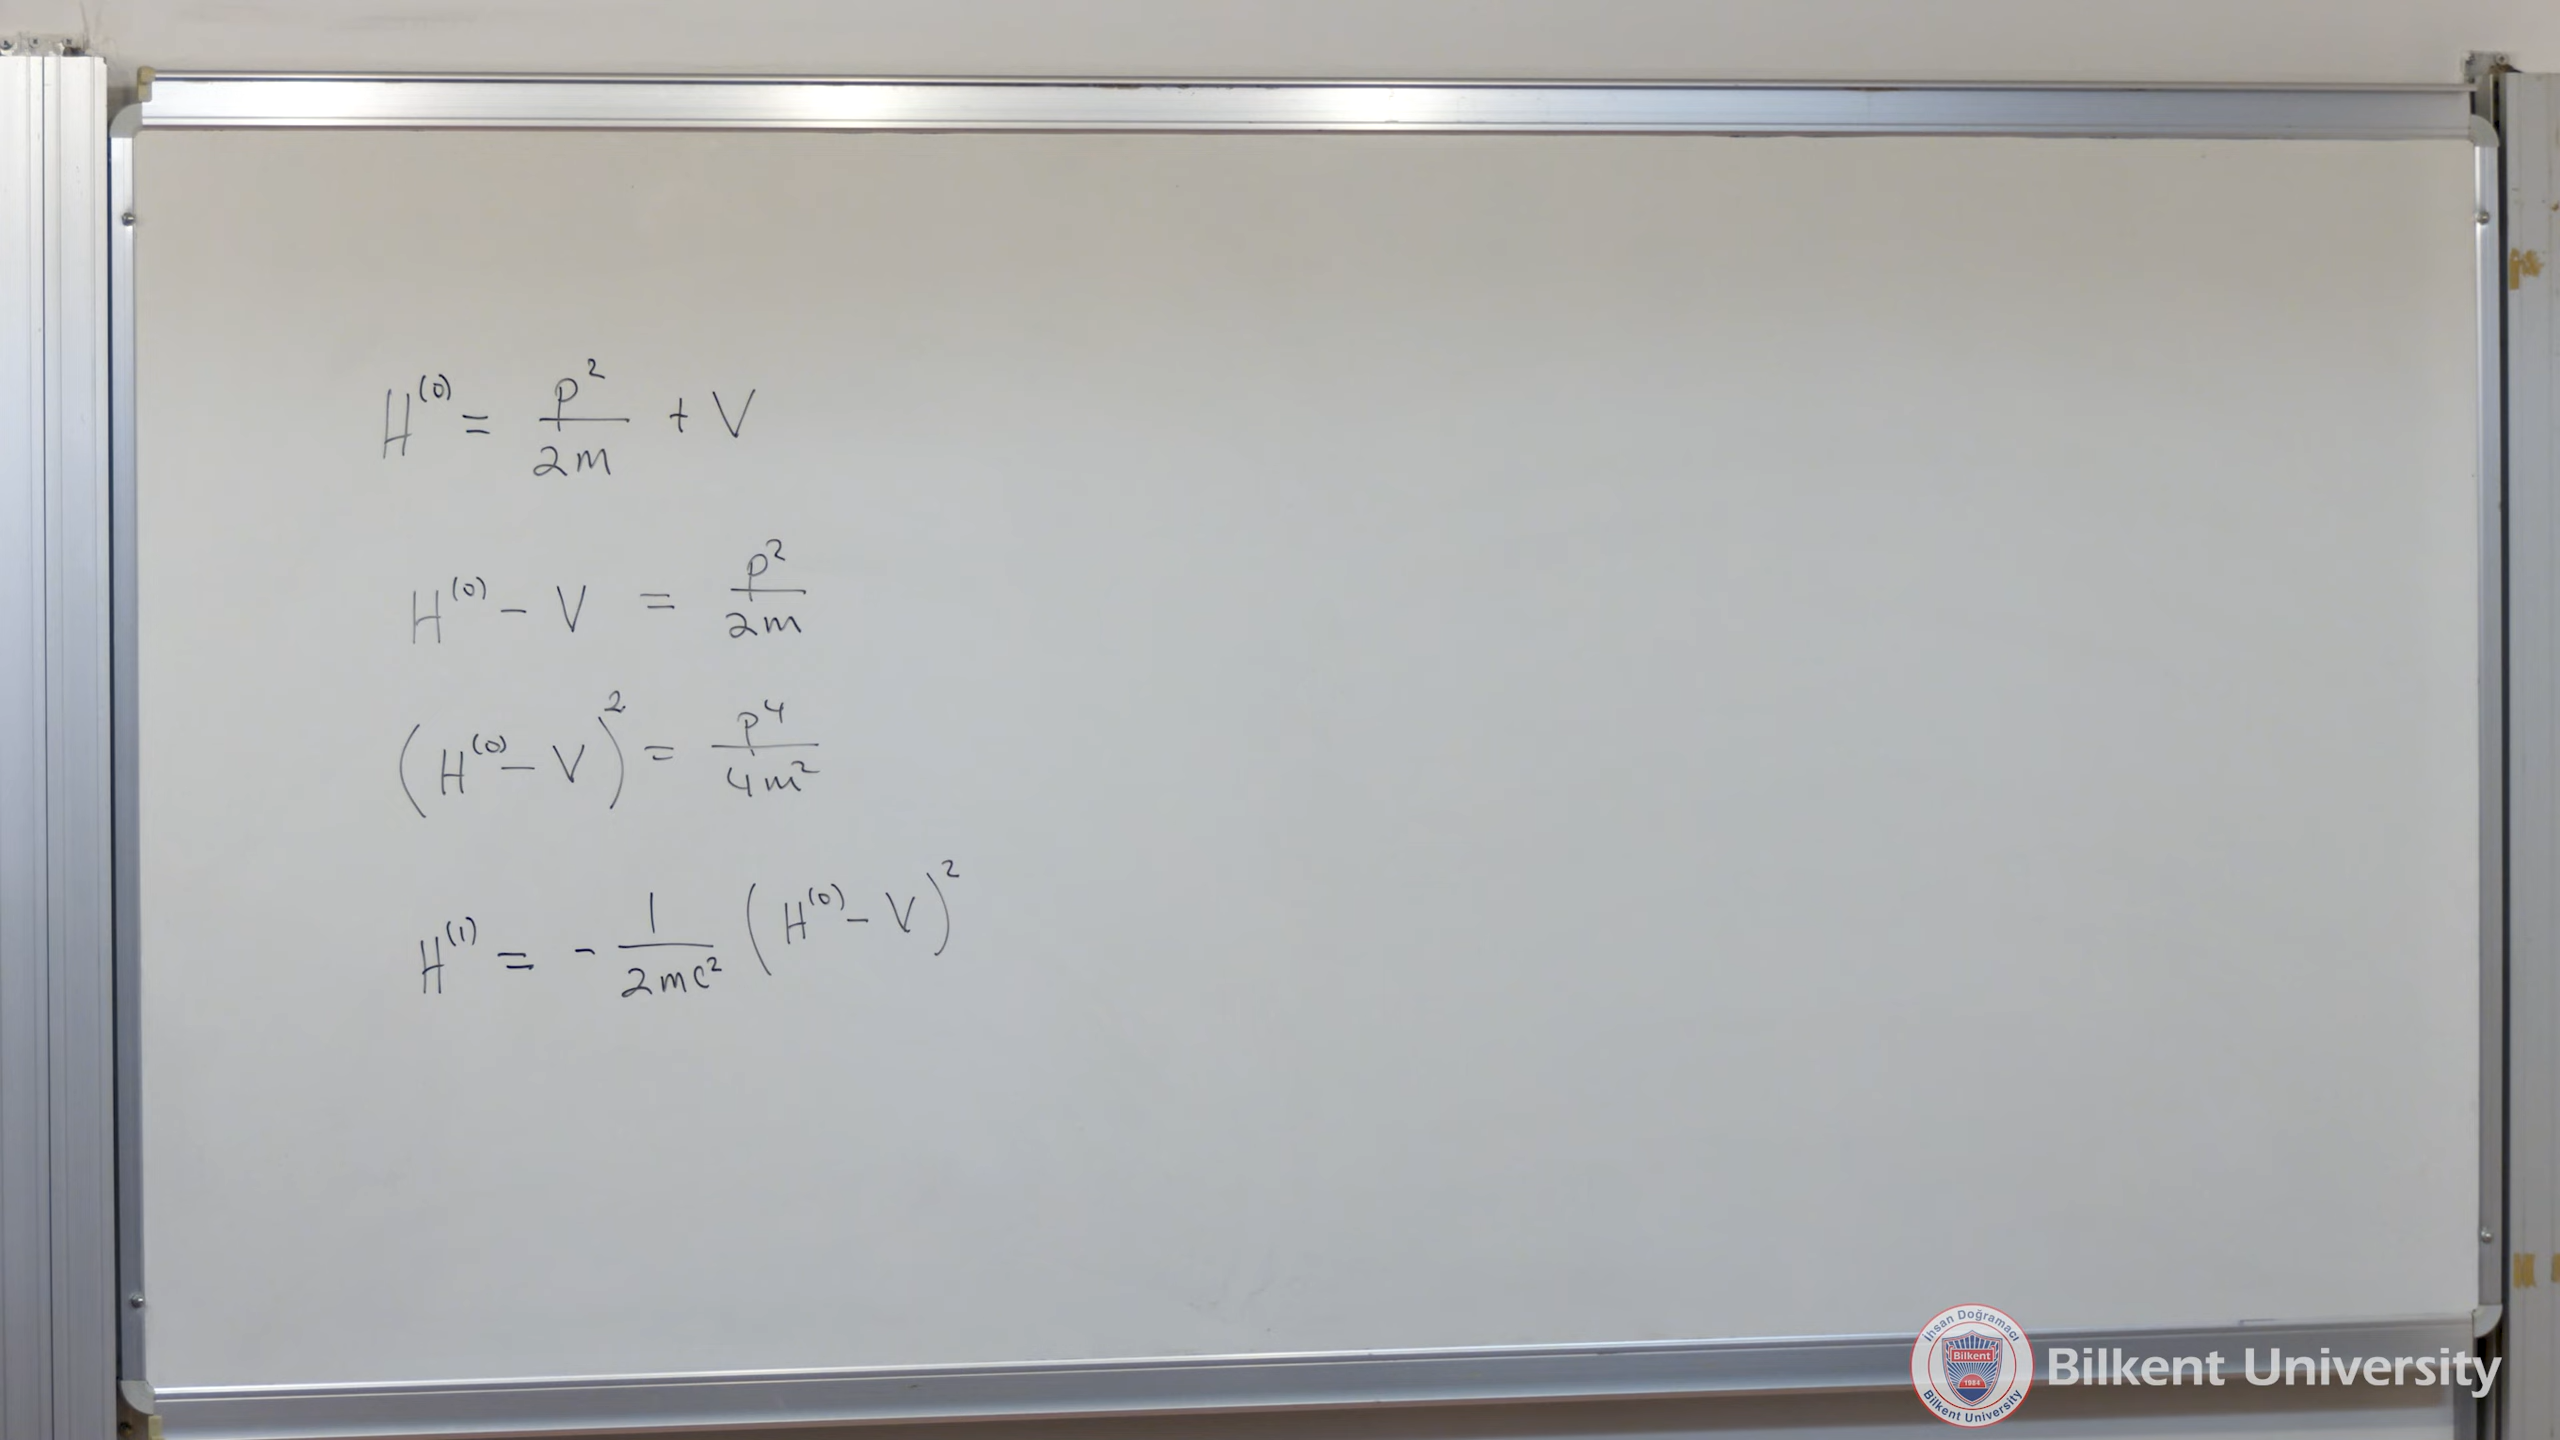 H^(0) = p^2/2m + V
H^(0) - V = p^2/2m
(H^(0) - V)^2 = p^4/4m^2
H^(1) = - 1/2mc^2 (H^(0) - V)^2
İhsan Doğramacı
Bilkent
1984
Bilkent University
Bilkent University